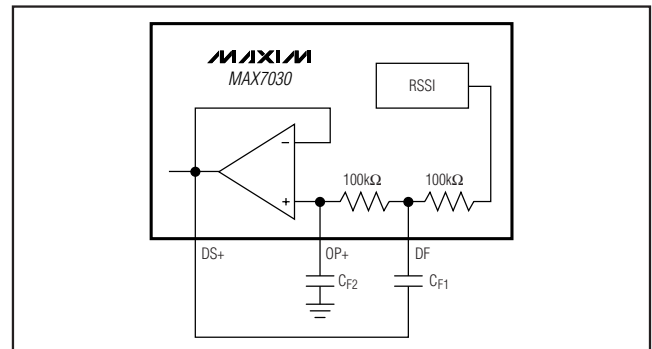 MAXIM
MAX7030
RSSI
−
+
100kΩ
100kΩ
DS+
OP+
DF
CF2
CF1